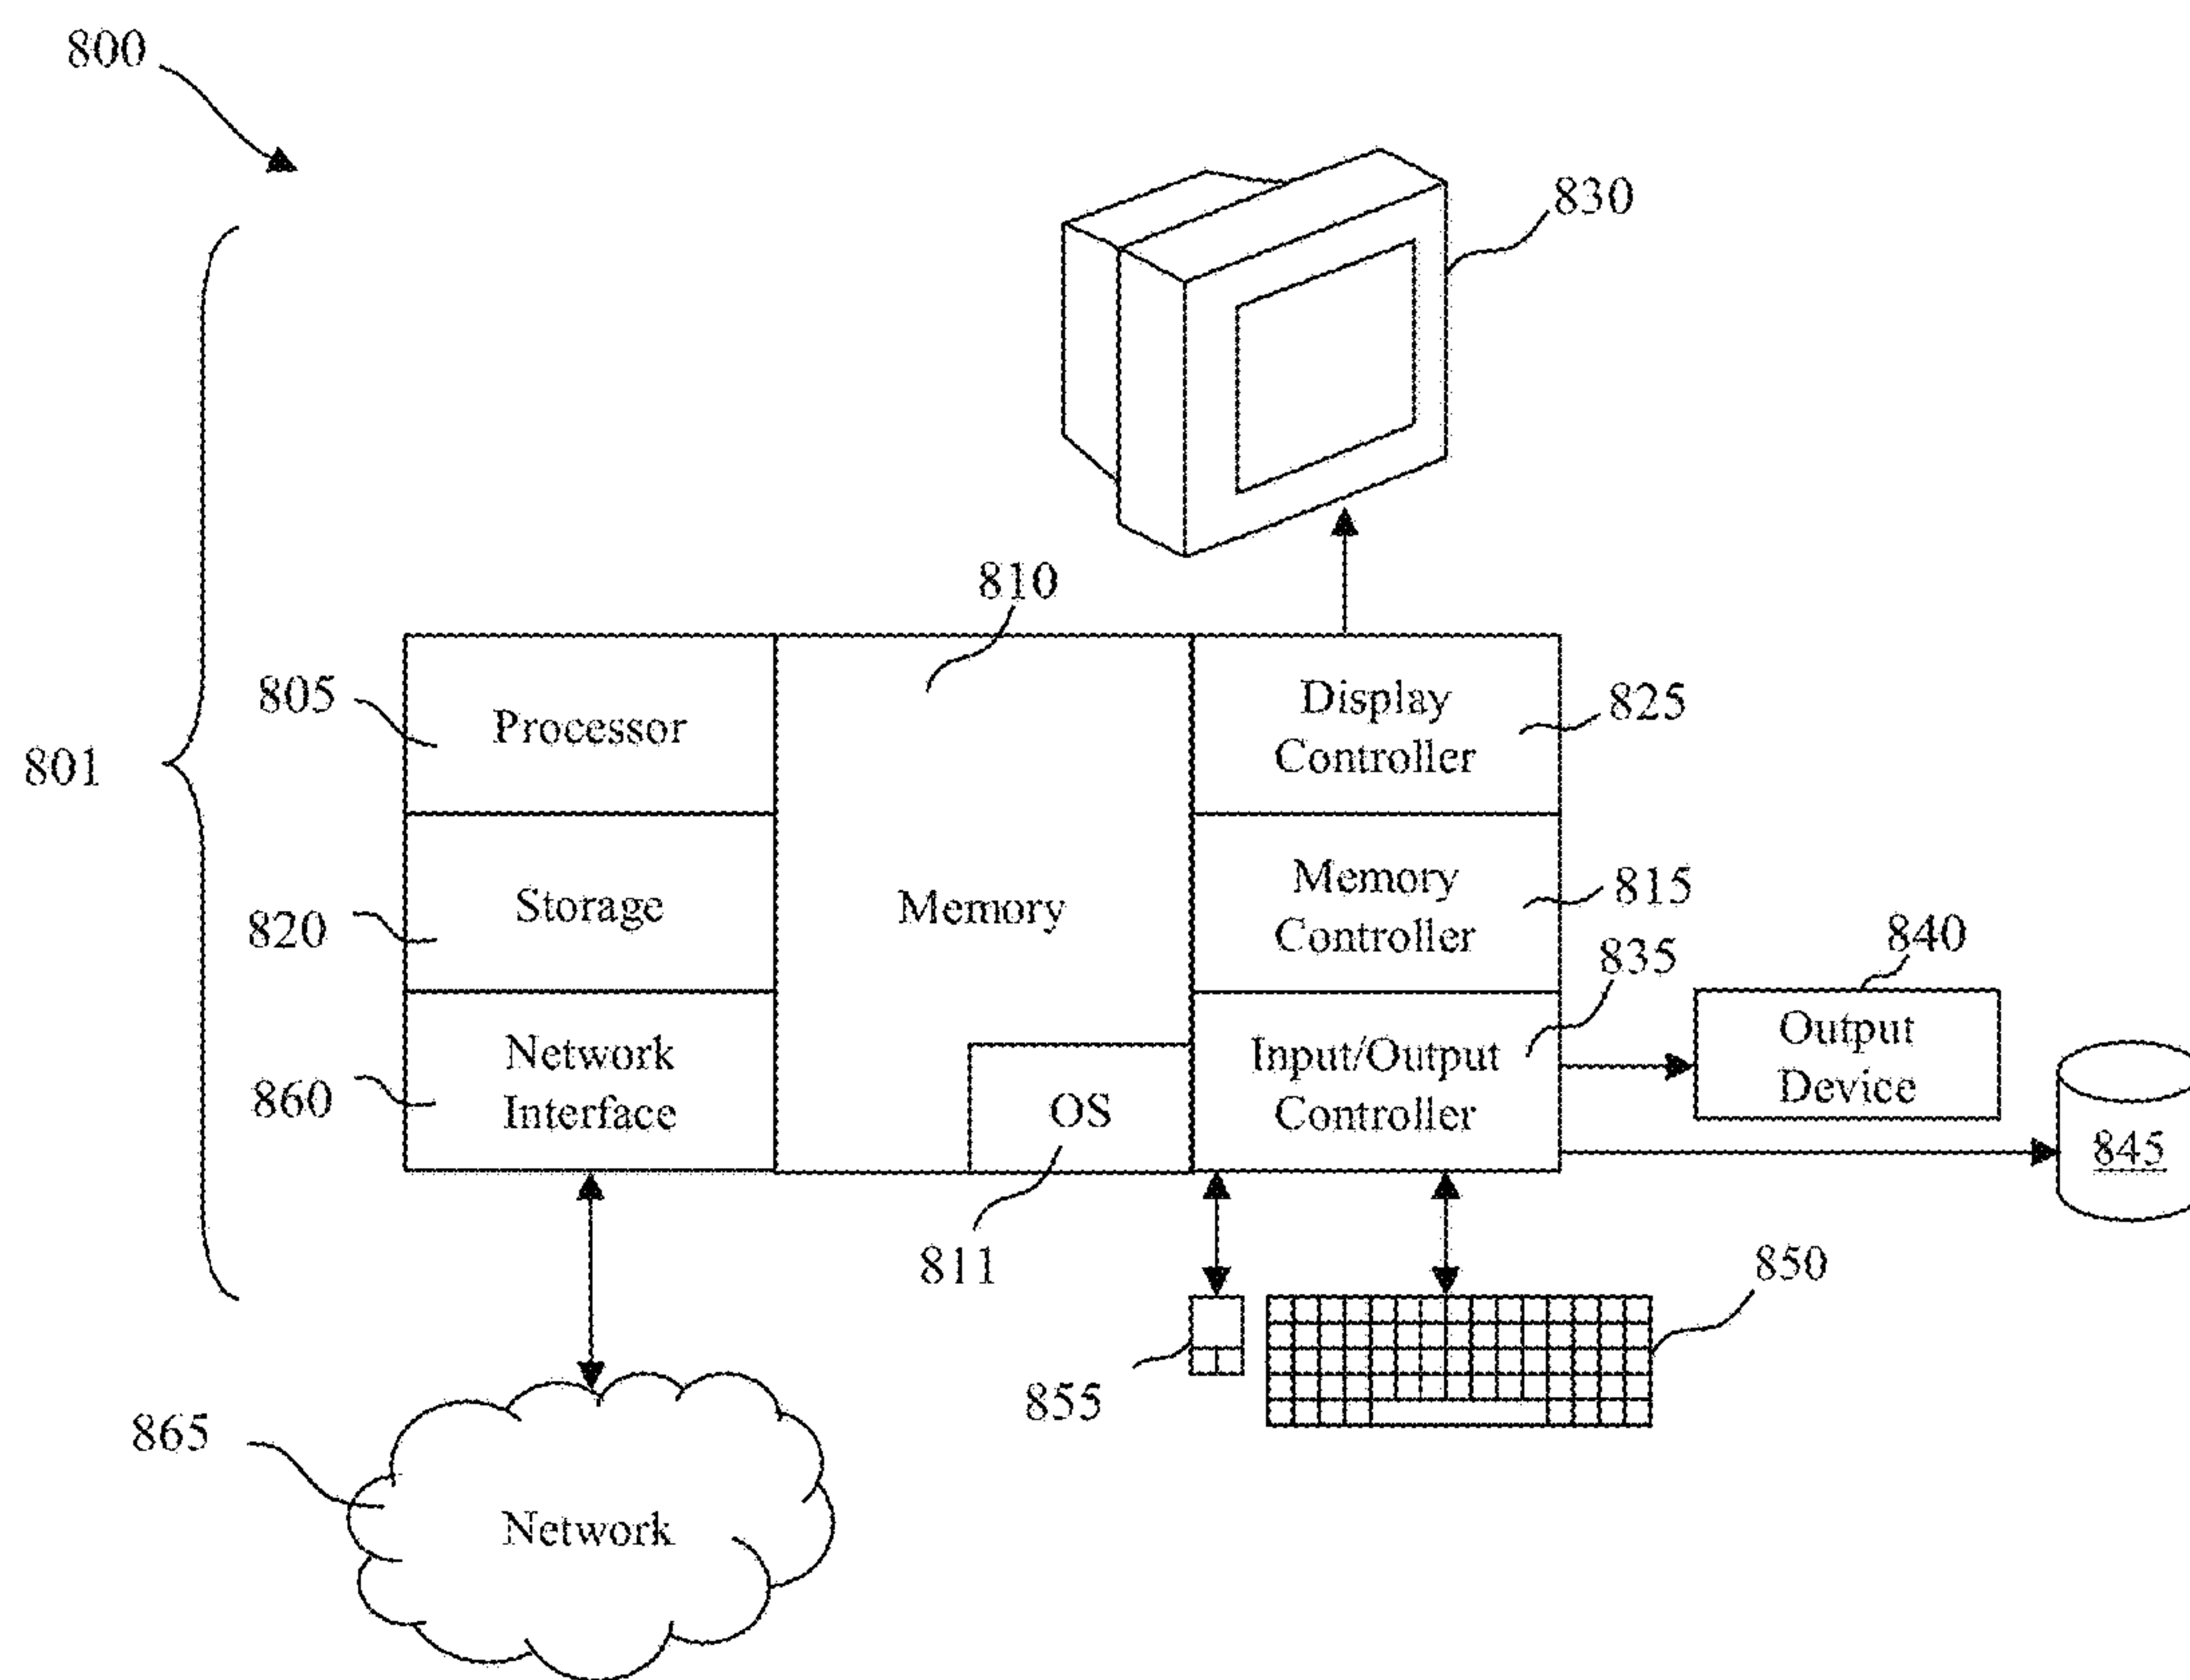 800
830
810
805
Processor
Display
Controller
825
801
820
Storage
Memory
Memory
Controller
815
835
840
860
Network
Interface
OS
Input/Output
Controller
Output
Device
845
811
850
855
865
Network